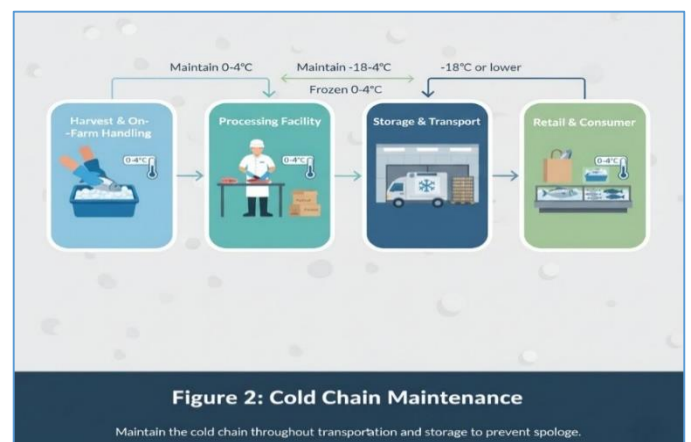 Maintain 0-4°C
Maintain -18-4°C
-18°C or lower
Frozen 0-4°C
Harvest & On-
-Farm Handling
0-4°C
Processing Facility
0-4°C
Storage & Transport
Retail & Consumer
0-4°C
Figure 2: Cold Chain Maintenance
Maintain the cold chain throughout transportation and storage to prevent spologe.